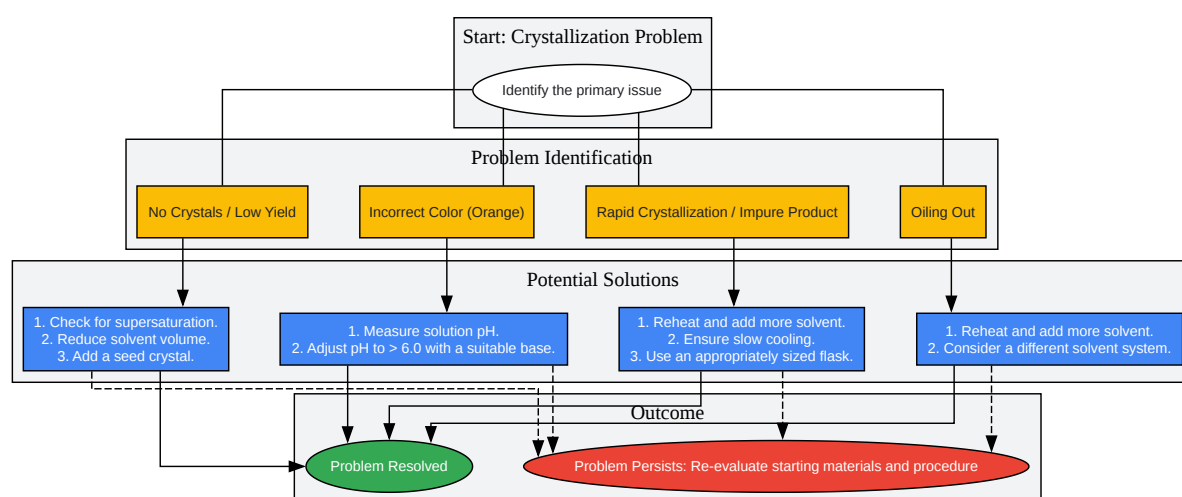 Start: Crystallization Problem
Identify the primary issue
Problem Identification
No Crystals / Low Yield
Incorrect Color (Orange)
Rapid Crystallization / Impure Product
Oiling Out
Potential Solutions
1. Check for supersaturation.
2. Reduce solvent volume.
3. Add a seed crystal.
1. Measure solution pH.
2. Adjust pH to > 6.0 with a suitable base.
1. Reheat and add more solvent.
2. Ensure slow cooling.
3. Use an appropriately sized flask.
1. Reheat and add more solvent.
2. Consider a different solvent system.
Outcome
Problem Resolved
Problem Persists: Re-evaluate starting materials and procedure